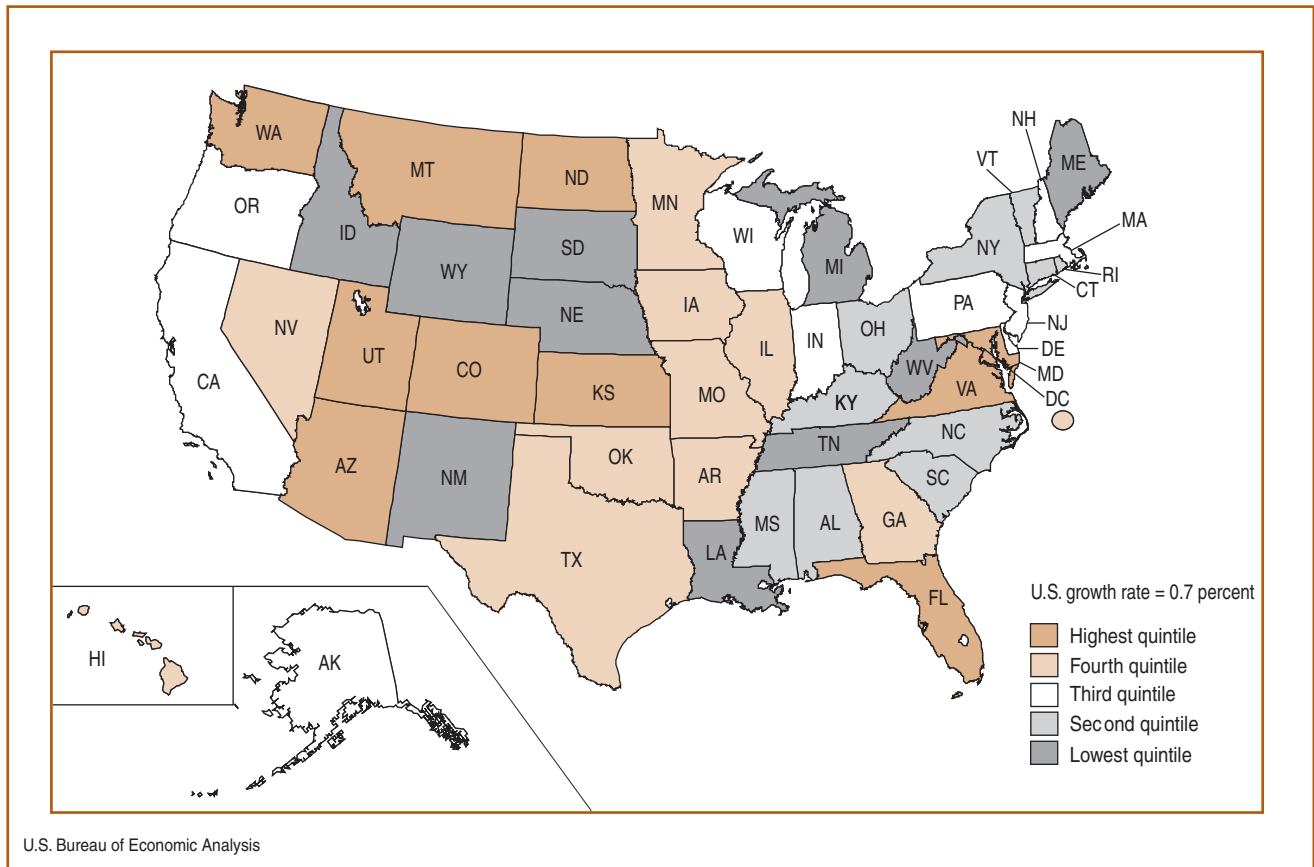 NH
WA
ME
VT
MT
ND
MN
OR
MA
WI
ID
SD
NY
WY
MI
RI
CT
IA
PA
NE
NV
OH
NJ
IN
IL
UT
DE
CA
CO
WV
MD
KS
MO
VA
KY
DC
NC
TN
OK
AZ
AR
NM
SC
MS
AL
GA
LA
TX
U.S. growth rate = 0.7 percent
FL
Highest quintile
HI
AK
Fourth quintile
Third quintile
Second quintile
Lowest quintile
U.S. Bureau of Economic Analysis